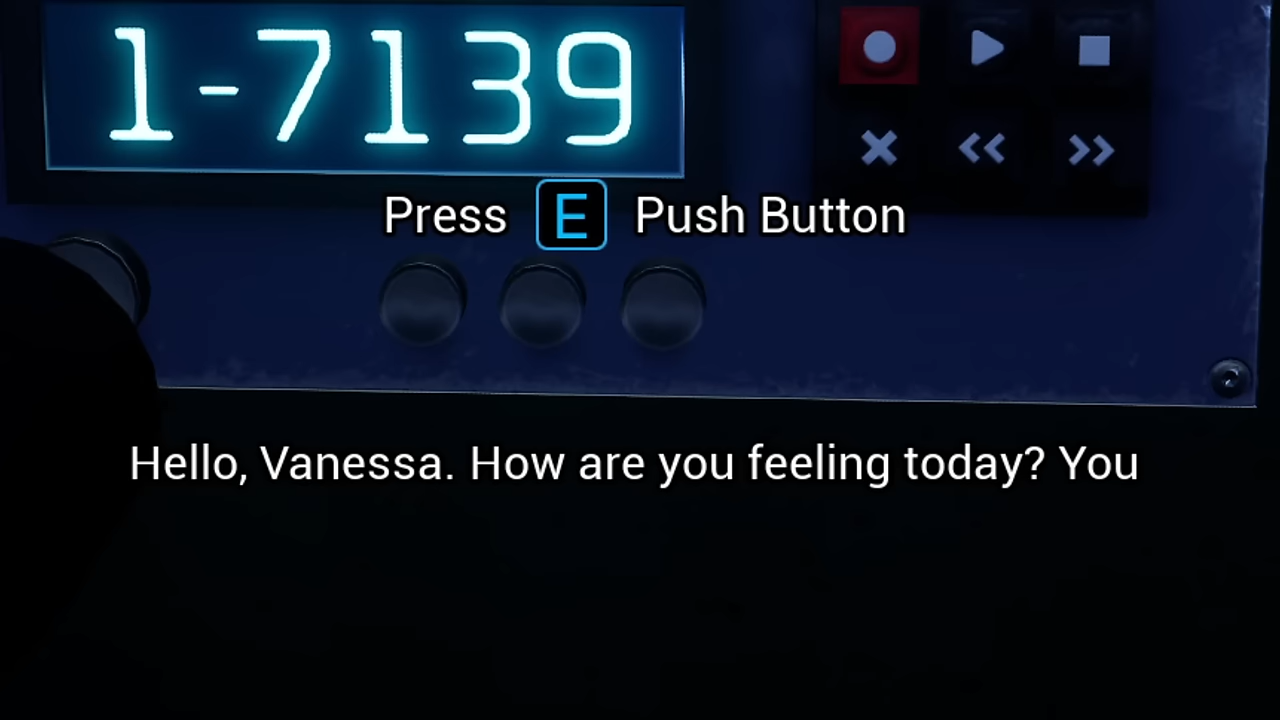 1-7139
Press E Push Button
Hello, Vanessa. How are you feeling today? You